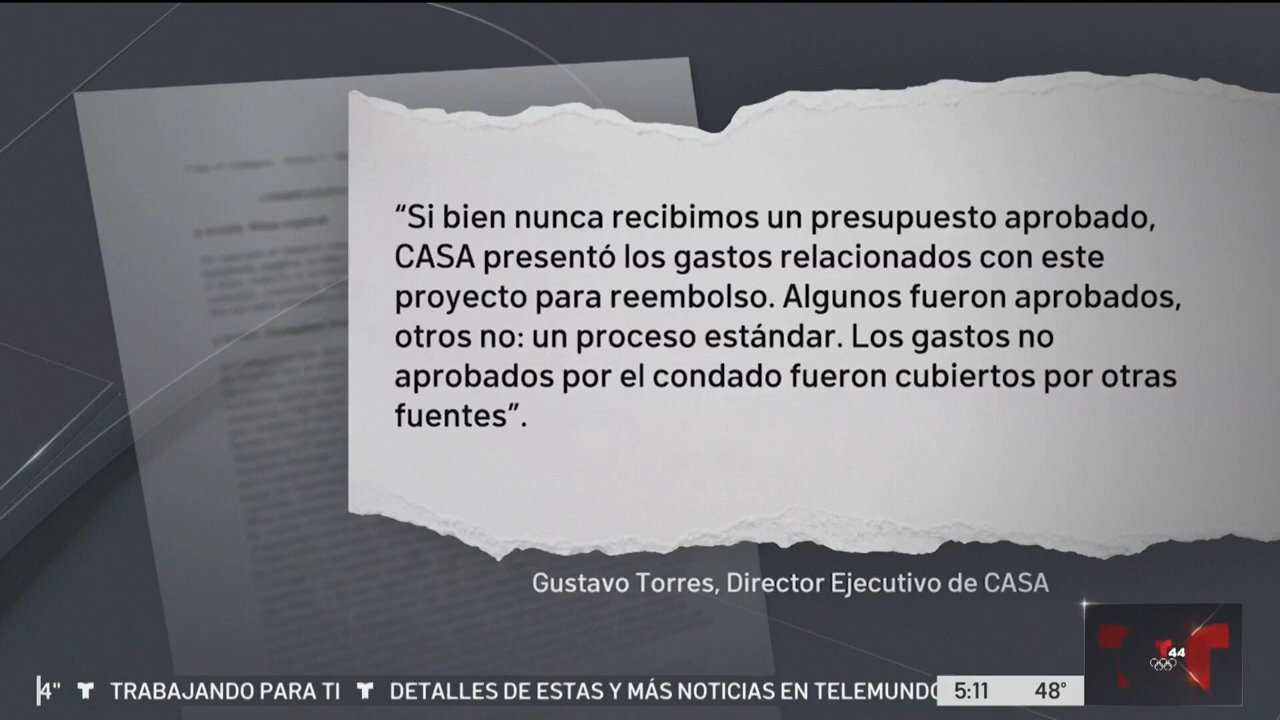 “Si bien nunca recibimos un presupuesto aprobado,
CASA presentó los gastos relacionados con este
proyecto para reembolso. Algunos fueron aprobados,
otros no: un proceso estándar. Los gastos no
aprobados por el condado fueron cubiertos por otras
fuentes”.
Gustavo Torres, Director Ejecutivo de CASA
44
4" TRABAJANDO PARA TI DETALLES DE ESTAS Y MÁS NOTICIAS EN TELEMUNDO 5:11 48°